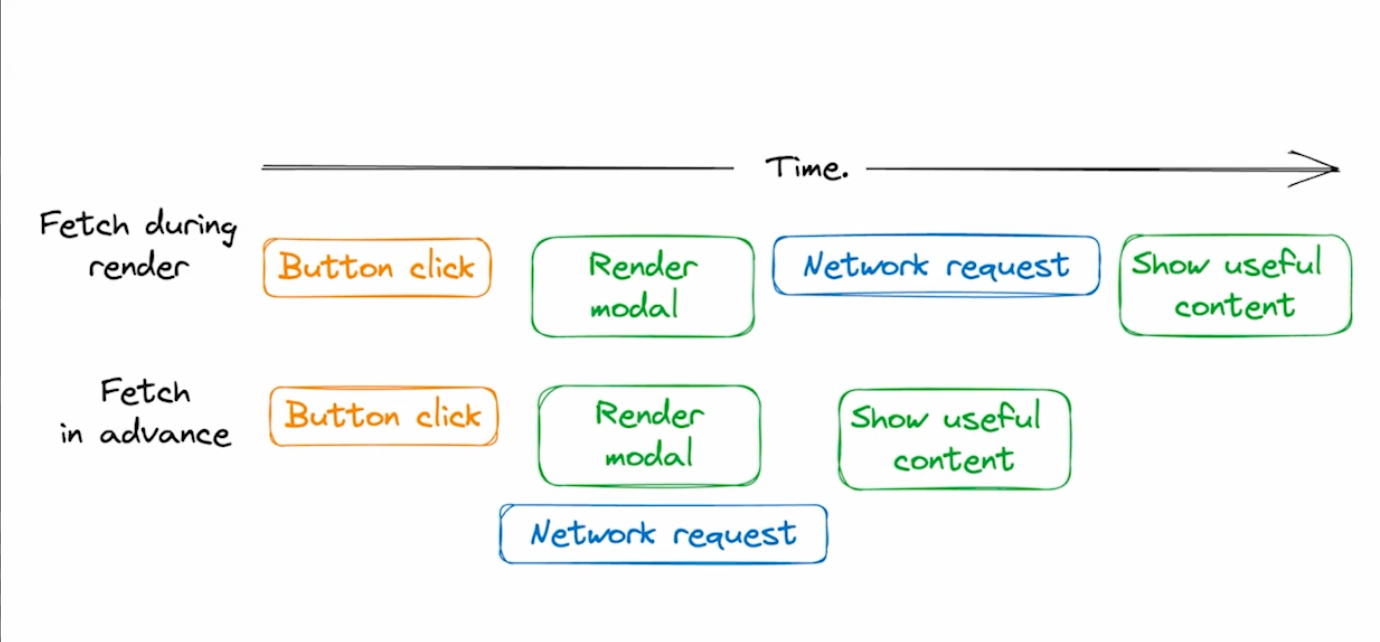 Time.
Fetch during
render
Button click
Render
modal
Network request
Show useful
content
Fetch
in advance
Button click
Render
modal
Show useful
content
Network request